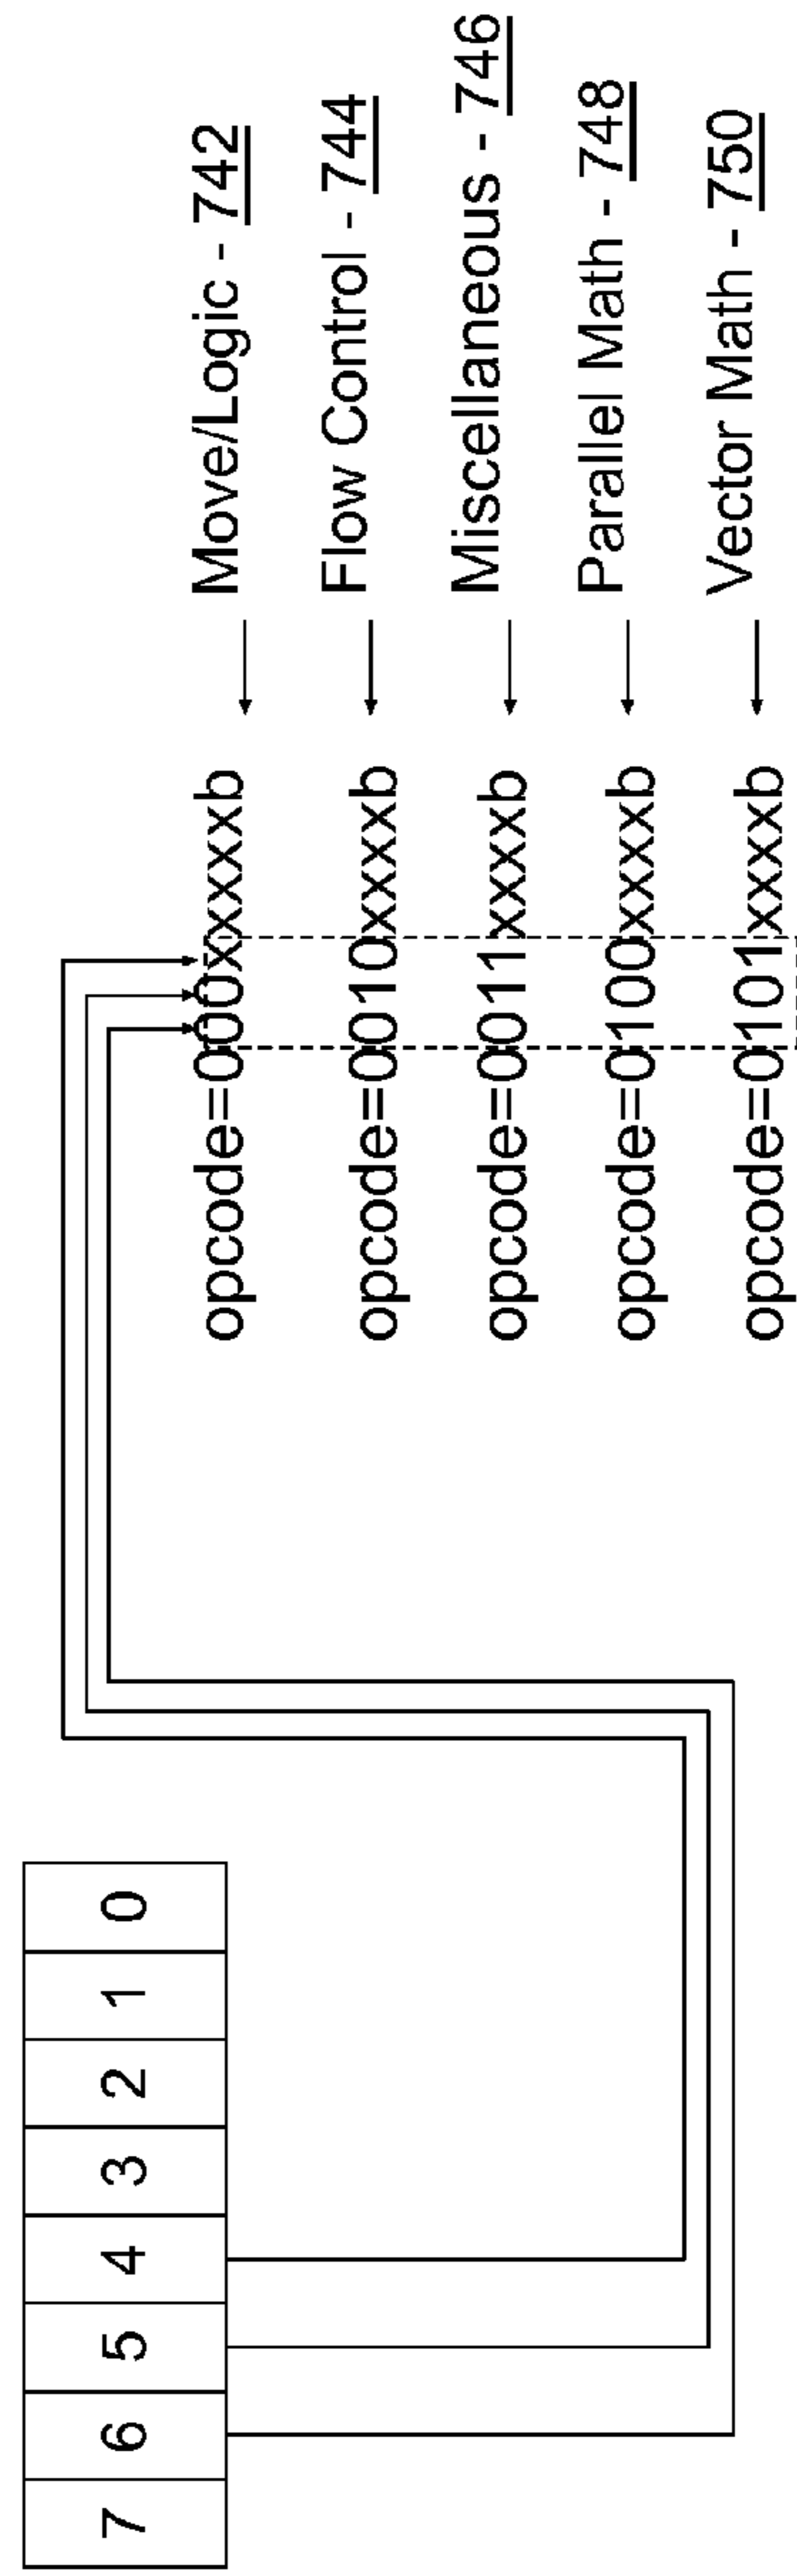 7 6 5 4 3 2 1 0
opcode=000xxxxxb Move/Logic - 742
opcode=0010xxxxb Flow Control - 744
opcode=0011xxxxb Miscellaneous - 746
opcode=0100xxxxb Parallel Math - 748
opcode=0101xxxxb Vector Math - 750